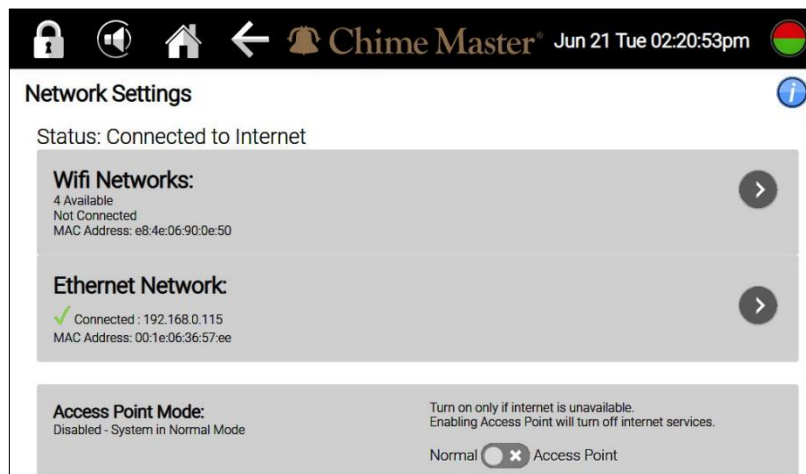 Chime Master® Jun 21 Tue 02:20:53pm
Network Settings
i
Status: Connected to Internet
Wifi Networks:
4 Available
Not Connected
MAC Address: e8:4e:06:90:0e:50
Ethernet Network:
Connected : 192.168.0.115
MAC Address: 00:1e:06:36:57:ee
Access Point Mode:
Disabled - System in Normal Mode
Turn on only if internet is unavailable.
Enabling Access Point will turn off internet services.
Normal Access Point